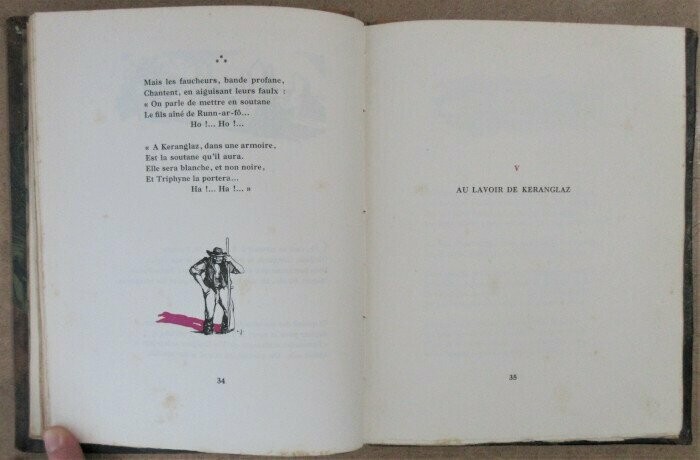 ⁂
Mais les faucheurs, bande profane,
Chantent, en aiguisant leurs faulx :
« On parle de mettre en soutane
Le fils aîné de Runn-ar-fô...
Ho !... Ho !...
« A Keranglaz, dans une armoire,
Est la soutane qu'il aura.
Elle sera blanche, et non noire,
Et Triphyne la portera...
Ha !... Ha !... »
34
V
AU LAVOIR DE KERANGLAZ
35